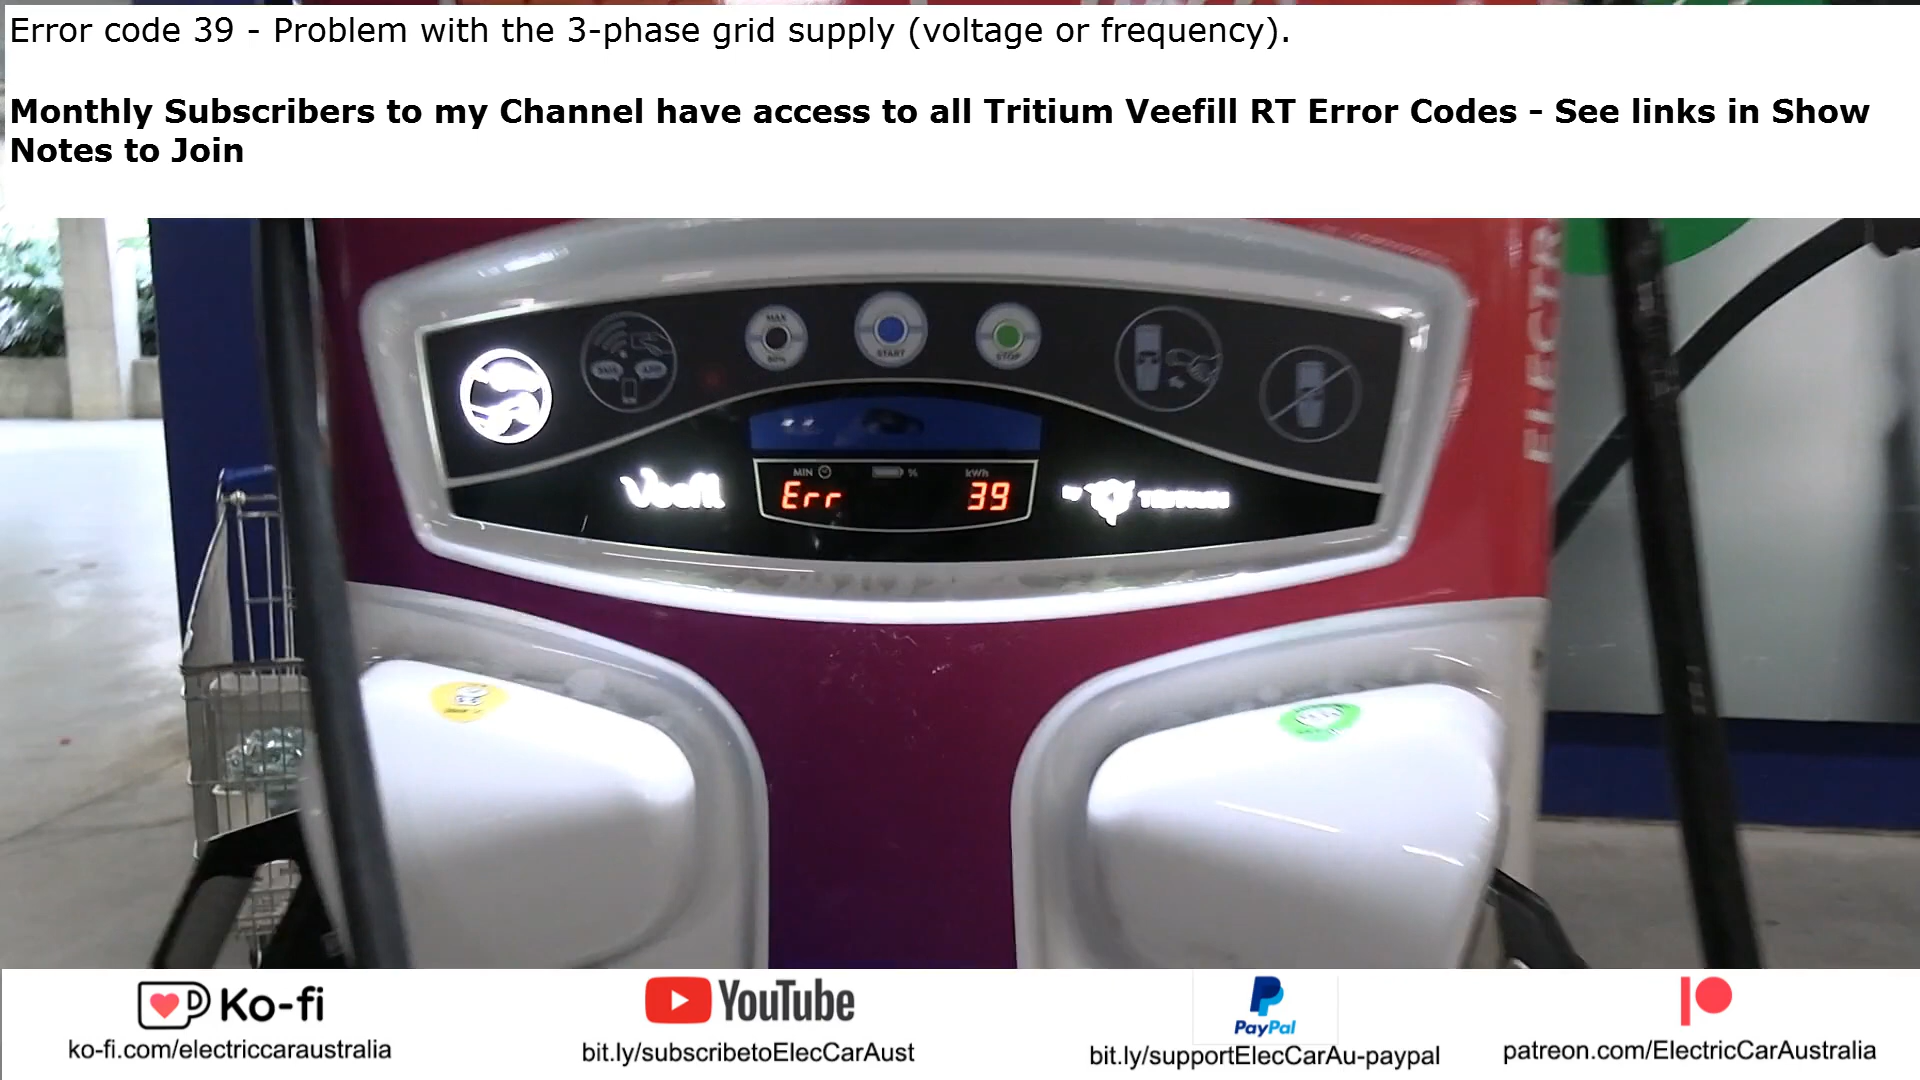 Error code 39 - Problem with the 3-phase grid supply (voltage or frequency).
Monthly Subscribers to my Channel have access to all Tritium Veefill RT Error Codes - See links in Show
Notes to Join
ELECTR
MAX
START
STOP
MIN % kWh
Err 39
Veefil
TRITIUM
Ko-fi
ko-fi.com/electriccaraustralia
YouTube
bit.ly/subscribetoElecCarAust
PayPal
bit.ly/supportElecCarAu-paypal
patreon.com/ElectricCarAustralia